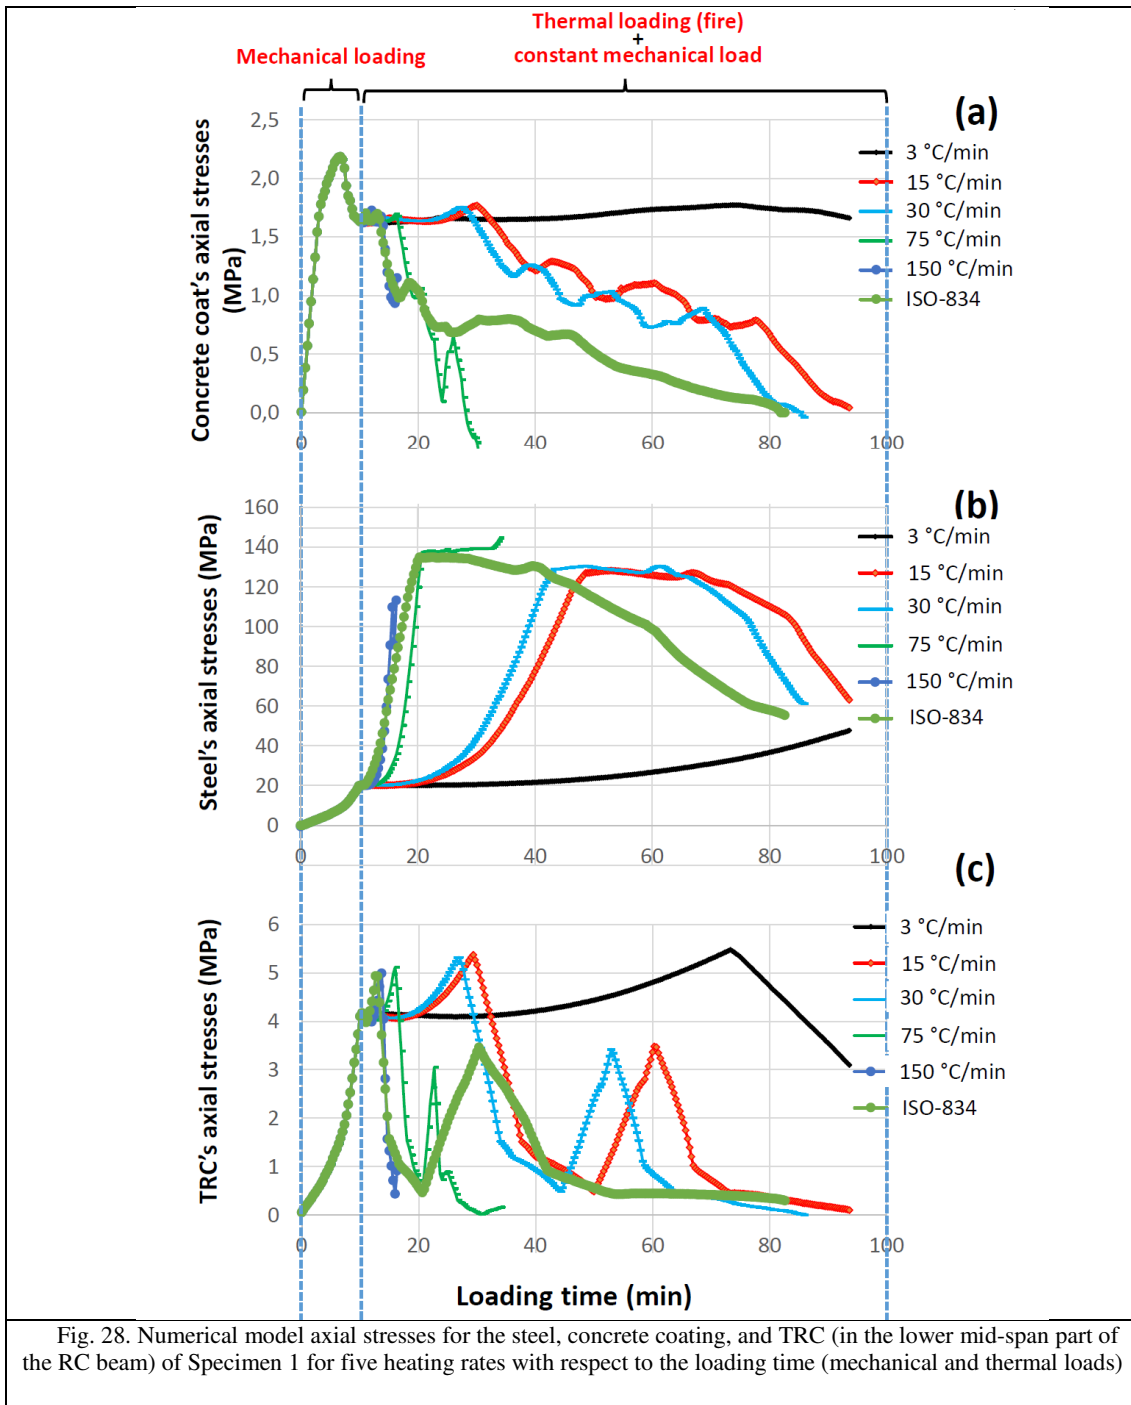 Thermal loading (fire)
+
Mechanical loading
constant mechanical load
(a)
Concrete coat’s axial stresses
(MPa)
2,5
2,0
1,5
1,0
0,5
0,0
0 20 40 60 80 100
3 °C/min
15 °C/min
30 °C/min
75 °C/min
150 °C/min
ISO-834
(b)
Steel’s axial stresses (MPa)
160
140
120
100
80
60
40
20
0
0 20 40 60 80 100
3 °C/min
15 °C/min
30 °C/min
75 °C/min
150 °C/min
ISO-834
(c)
TRC’s axial stresses (MPa)
6
5
4
3
2
1
0
0 20 40 60 80 100
3 °C/min
15 °C/min
30 °C/min
75 °C/min
150 °C/min
ISO-834
Loading time (min)
Fig. 28. Numerical model axial stresses for the steel, concrete coating, and TRC (in the lower mid-span part of
the RC beam) of Specimen 1 for five heating rates with respect to the loading time (mechanical and thermal loads)